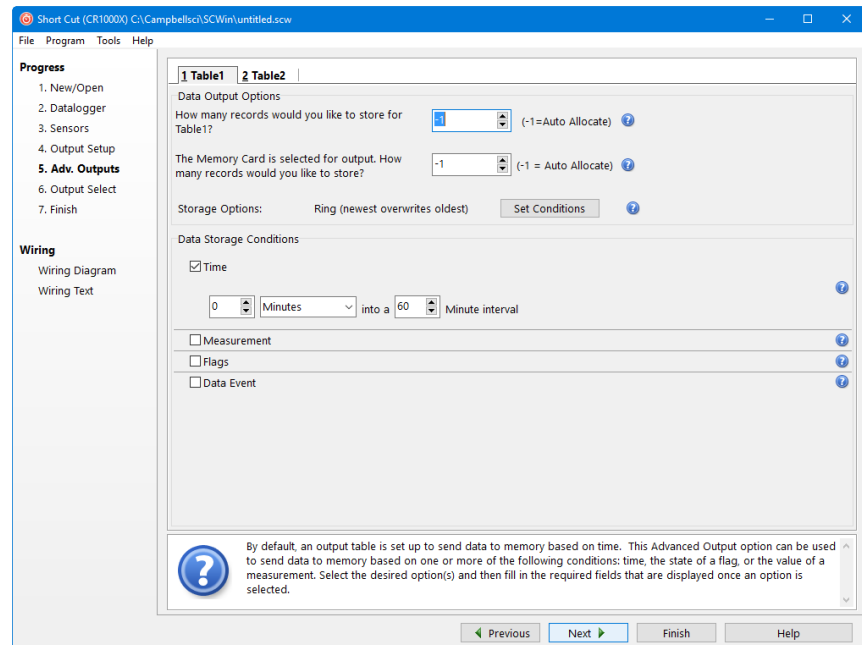 Short Cut (CR1000X) C:\Campbellsci\SCWin\untitled.scw
File Program Tools Help
Progress
1. New/Open
2. Datalogger
3. Sensors
4. Output Setup
5. Adv. Outputs
6. Output Select
7. Finish
Wiring
Wiring Diagram
Wiring Text
1 Table1 2 Table2
Data Output Options
How many records would you like to store for
Table1?
-1 (-1=Auto Allocate)
The Memory Card is selected for output. How
many records would you like to store?
-1 (-1 = Auto Allocate)
Storage Options: Ring (newest overwrites oldest) Set Conditions
Data Storage Conditions
Time
0 Minutes into a 60 Minute interval
Measurement
Flags
Data Event
By default, an output table is set up to send data to memory based on time. This Advanced Output option can be used
to send data to memory based on one or more of the following conditions: time, the state of a flag, or the value of a
measurement. Select the desired option(s) and then fill in the required fields that are displayed once an option is
selected.
Previous Next Finish Help